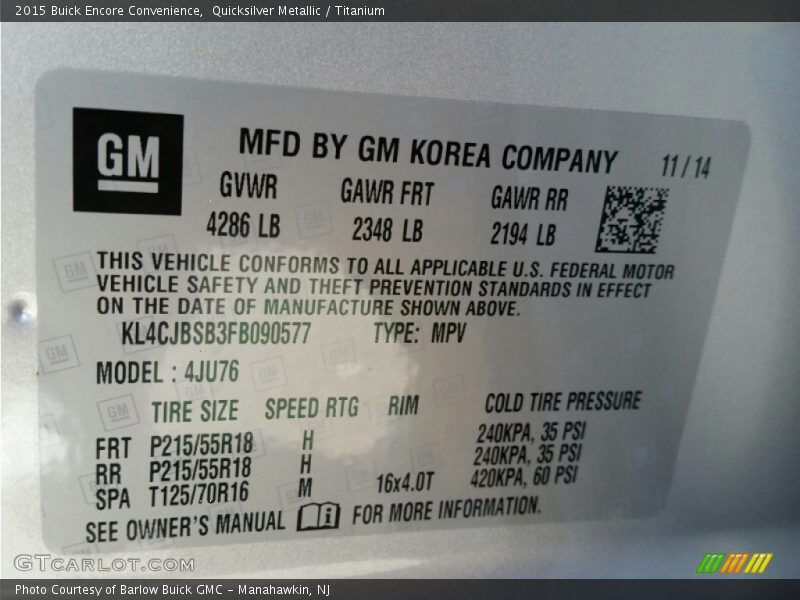 2015 Buick Encore Convenience, Quicksilver Metallic / Titanium
GM
MFD BY GM KOREA COMPANY 11 / 14
GVWR GAWR FRT GAWR RR
4286 LB 2348 LB 2194 LB
THIS VEHICLE CONFORMS TO ALL APPLICABLE U.S. FEDERAL MOTOR
VEHICLE SAFETY AND THEFT PREVENTION STANDARDS IN EFFECT
ON THE DATE OF MANUFACTURE SHOWN ABOVE.
KL4CJBSB3FB090577 TYPE: MPV
MODEL : 4JU76
TIRE SIZE SPEED RTG RIM COLD TIRE PRESSURE
FRT P215/55R18 H 240KPA, 35 PSI
RR P215/55R18 H 240KPA, 35 PSI
SPA T125/70R16 M 16x4.0T 420KPA, 60 PSI
SEE OWNER'S MANUAL FOR MORE INFORMATION.
GTCarLot.com
Photo Courtesy of Barlow Buick GMC - Manahawkin, NJ